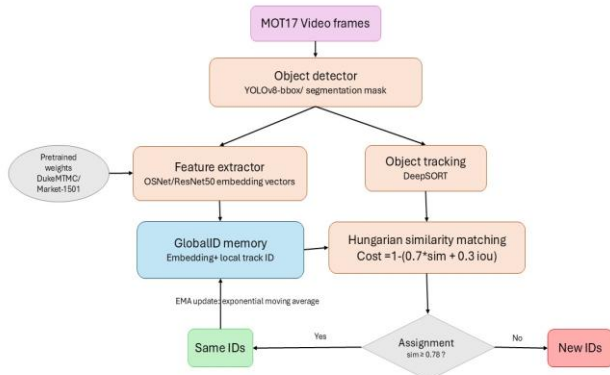 MOT17 Video frames
Object detector
YOLOv8-bbox/ segmentation mask
Pretrained
weights
DukeMTMC/
Market-1501
Feature extractor
OSNet/ResNet50 embedding vectors
Object tracking
DeepSORT
GlobalID memory
Embedding+ local track ID
Hungarian similarity matching
Cost =1-(0.7*sim + 0.3 iou)
EMA update: exponential moving average
Same IDs
Yes
Assignment
sim ≥ 0.78 ?
No
New IDs